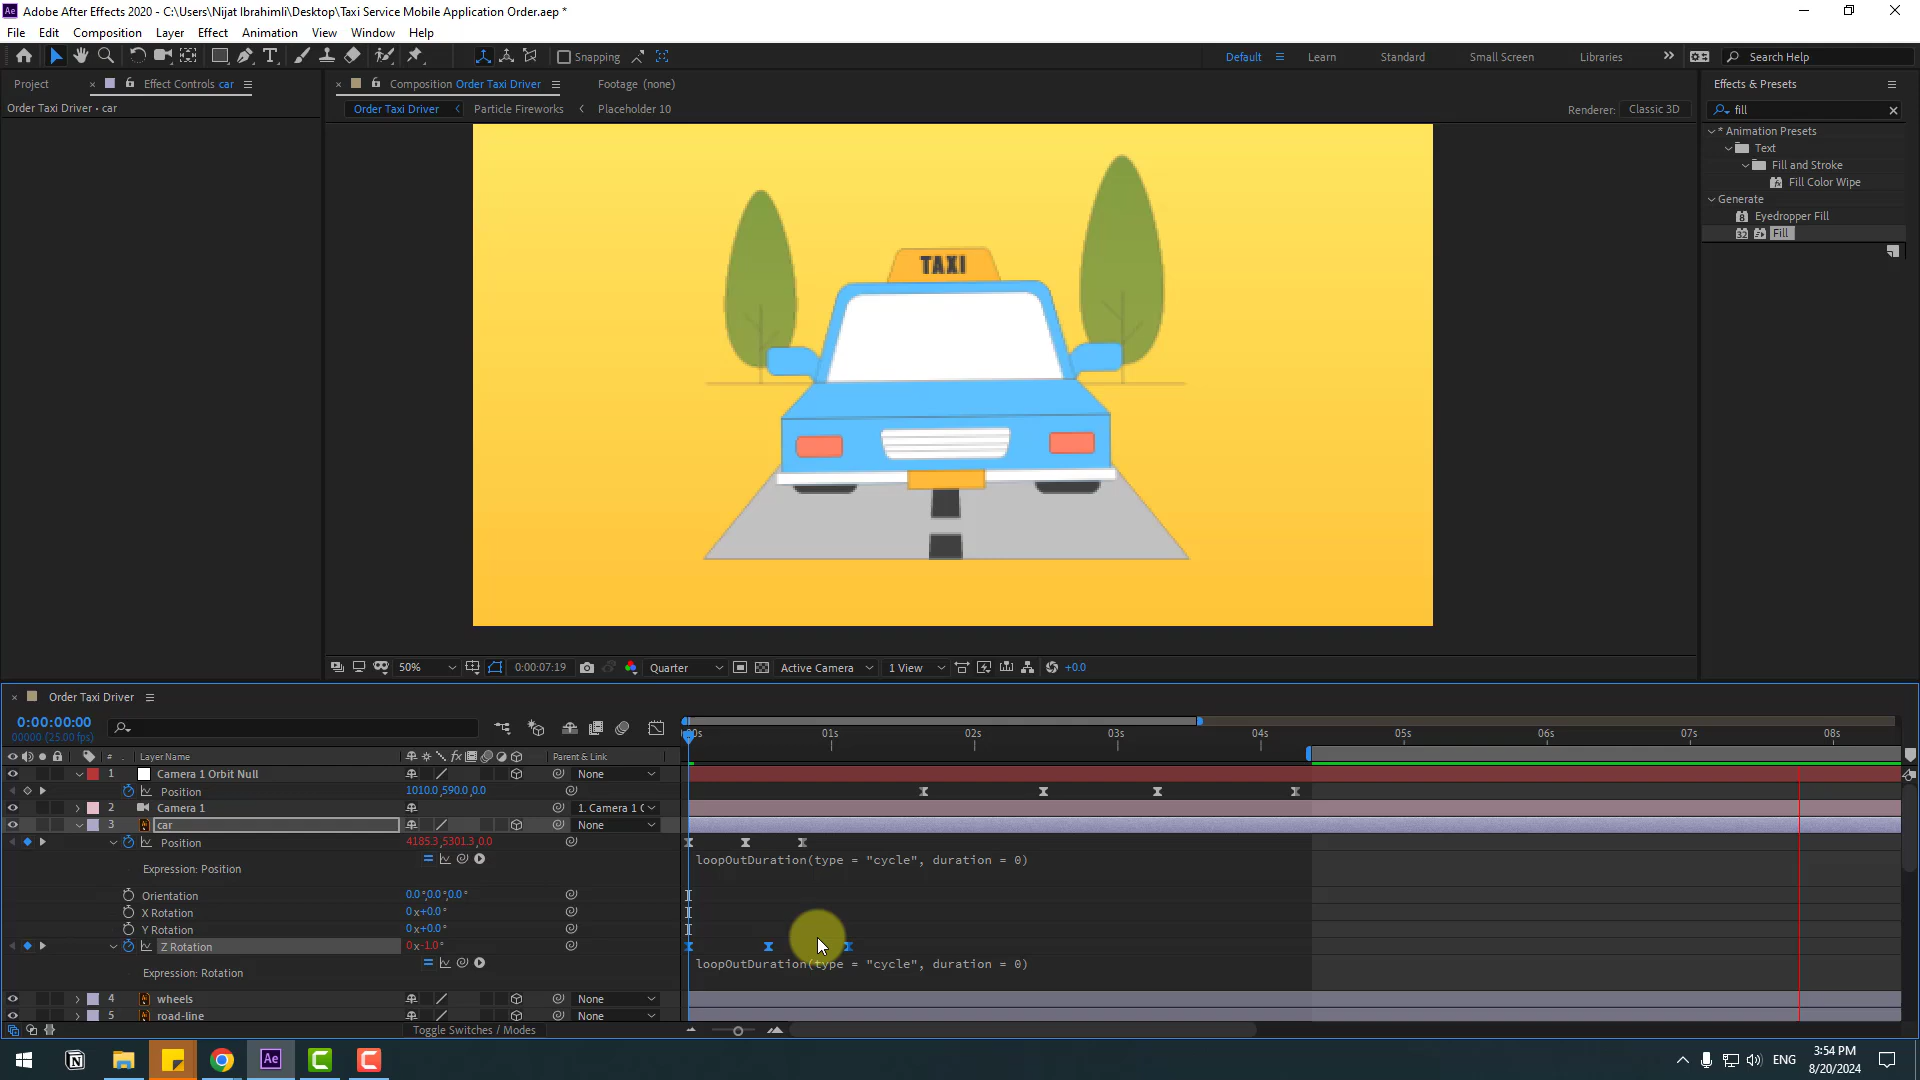 Adobe After Effects 2020 - C:\Users\Nijat Ibrahimli\Desktop\Taxi Service Mobile Application Order.aep *
File Edit Composition Layer Effect Animation View Window Help
Snapping Default Learn Standard Small Screen Libraries Search Help
Project Effect Controls car Composition Order Taxi Driver Footage (none) Effects & Presets
Order Taxi Driver • car Order Taxi Driver Particle Fireworks Placeholder 10 Renderer: Classic 3D fill
* Animation Presets
Text
Fill and Stroke
Fill Color Wipe
Generate
Eyedropper Fill
Fill
TAXI
50% 0:00:07:19 Quarter Active Camera 1 View +0.0
Order Taxi Driver
0:00:00:00
00000 (25.00 fps)
00s 01s 02s 03s 04s 05s 06s 07s 08s
# Layer Name Parent & Link
1 Camera 1 Orbit Null None
Position 1010.0,590.0,0.0
2 Camera 1 1. Camera 1 O
3 car None
Position 4185.3,5301.3,0.0
Expression: Position loopOutDuration(type = "cycle", duration = 0)
Orientation 0.0°,0.0°,0.0°
X Rotation 0x+0.0°
Y Rotation 0x+0.0°
Z Rotation 0x-1.0°
Expression: Rotation loopOutDuration(type = "cycle", duration = 0)
4 wheels None
5 road-line None
Toggle Switches / Modes
ENG 3:54 PM
8/20/2024